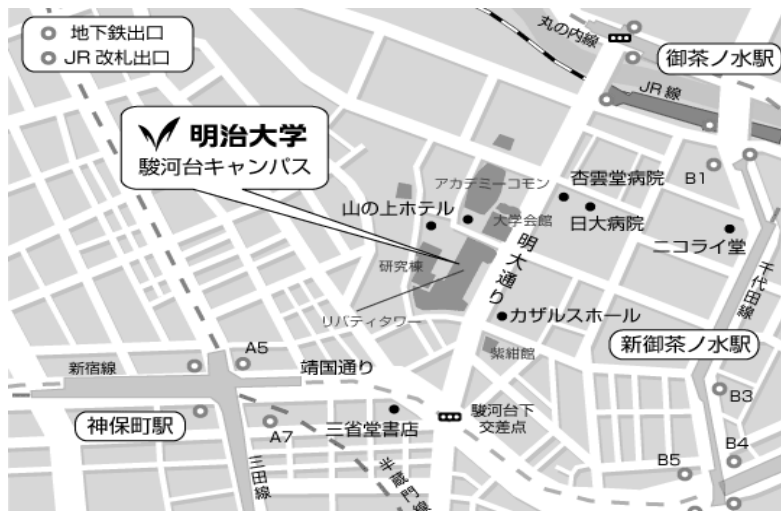 地下鉄出口
JR改札出口
丸の内線
御茶ノ水駅
JR線
明治大学
駿河台キャンパス
アカデミーコモン
杏雲堂病院
B1
山の上ホテル
大学会館
日大病院
ニコライ堂
明大通り
研究棟
千代田線
リバティタワー
カザルスホール
新御茶ノ水駅
紫紺館
A5
新宿線
靖国通り
B3
神保町駅
A7
三省堂書店
駿河台下
交差点
三田線
半蔵門線
B4
B5